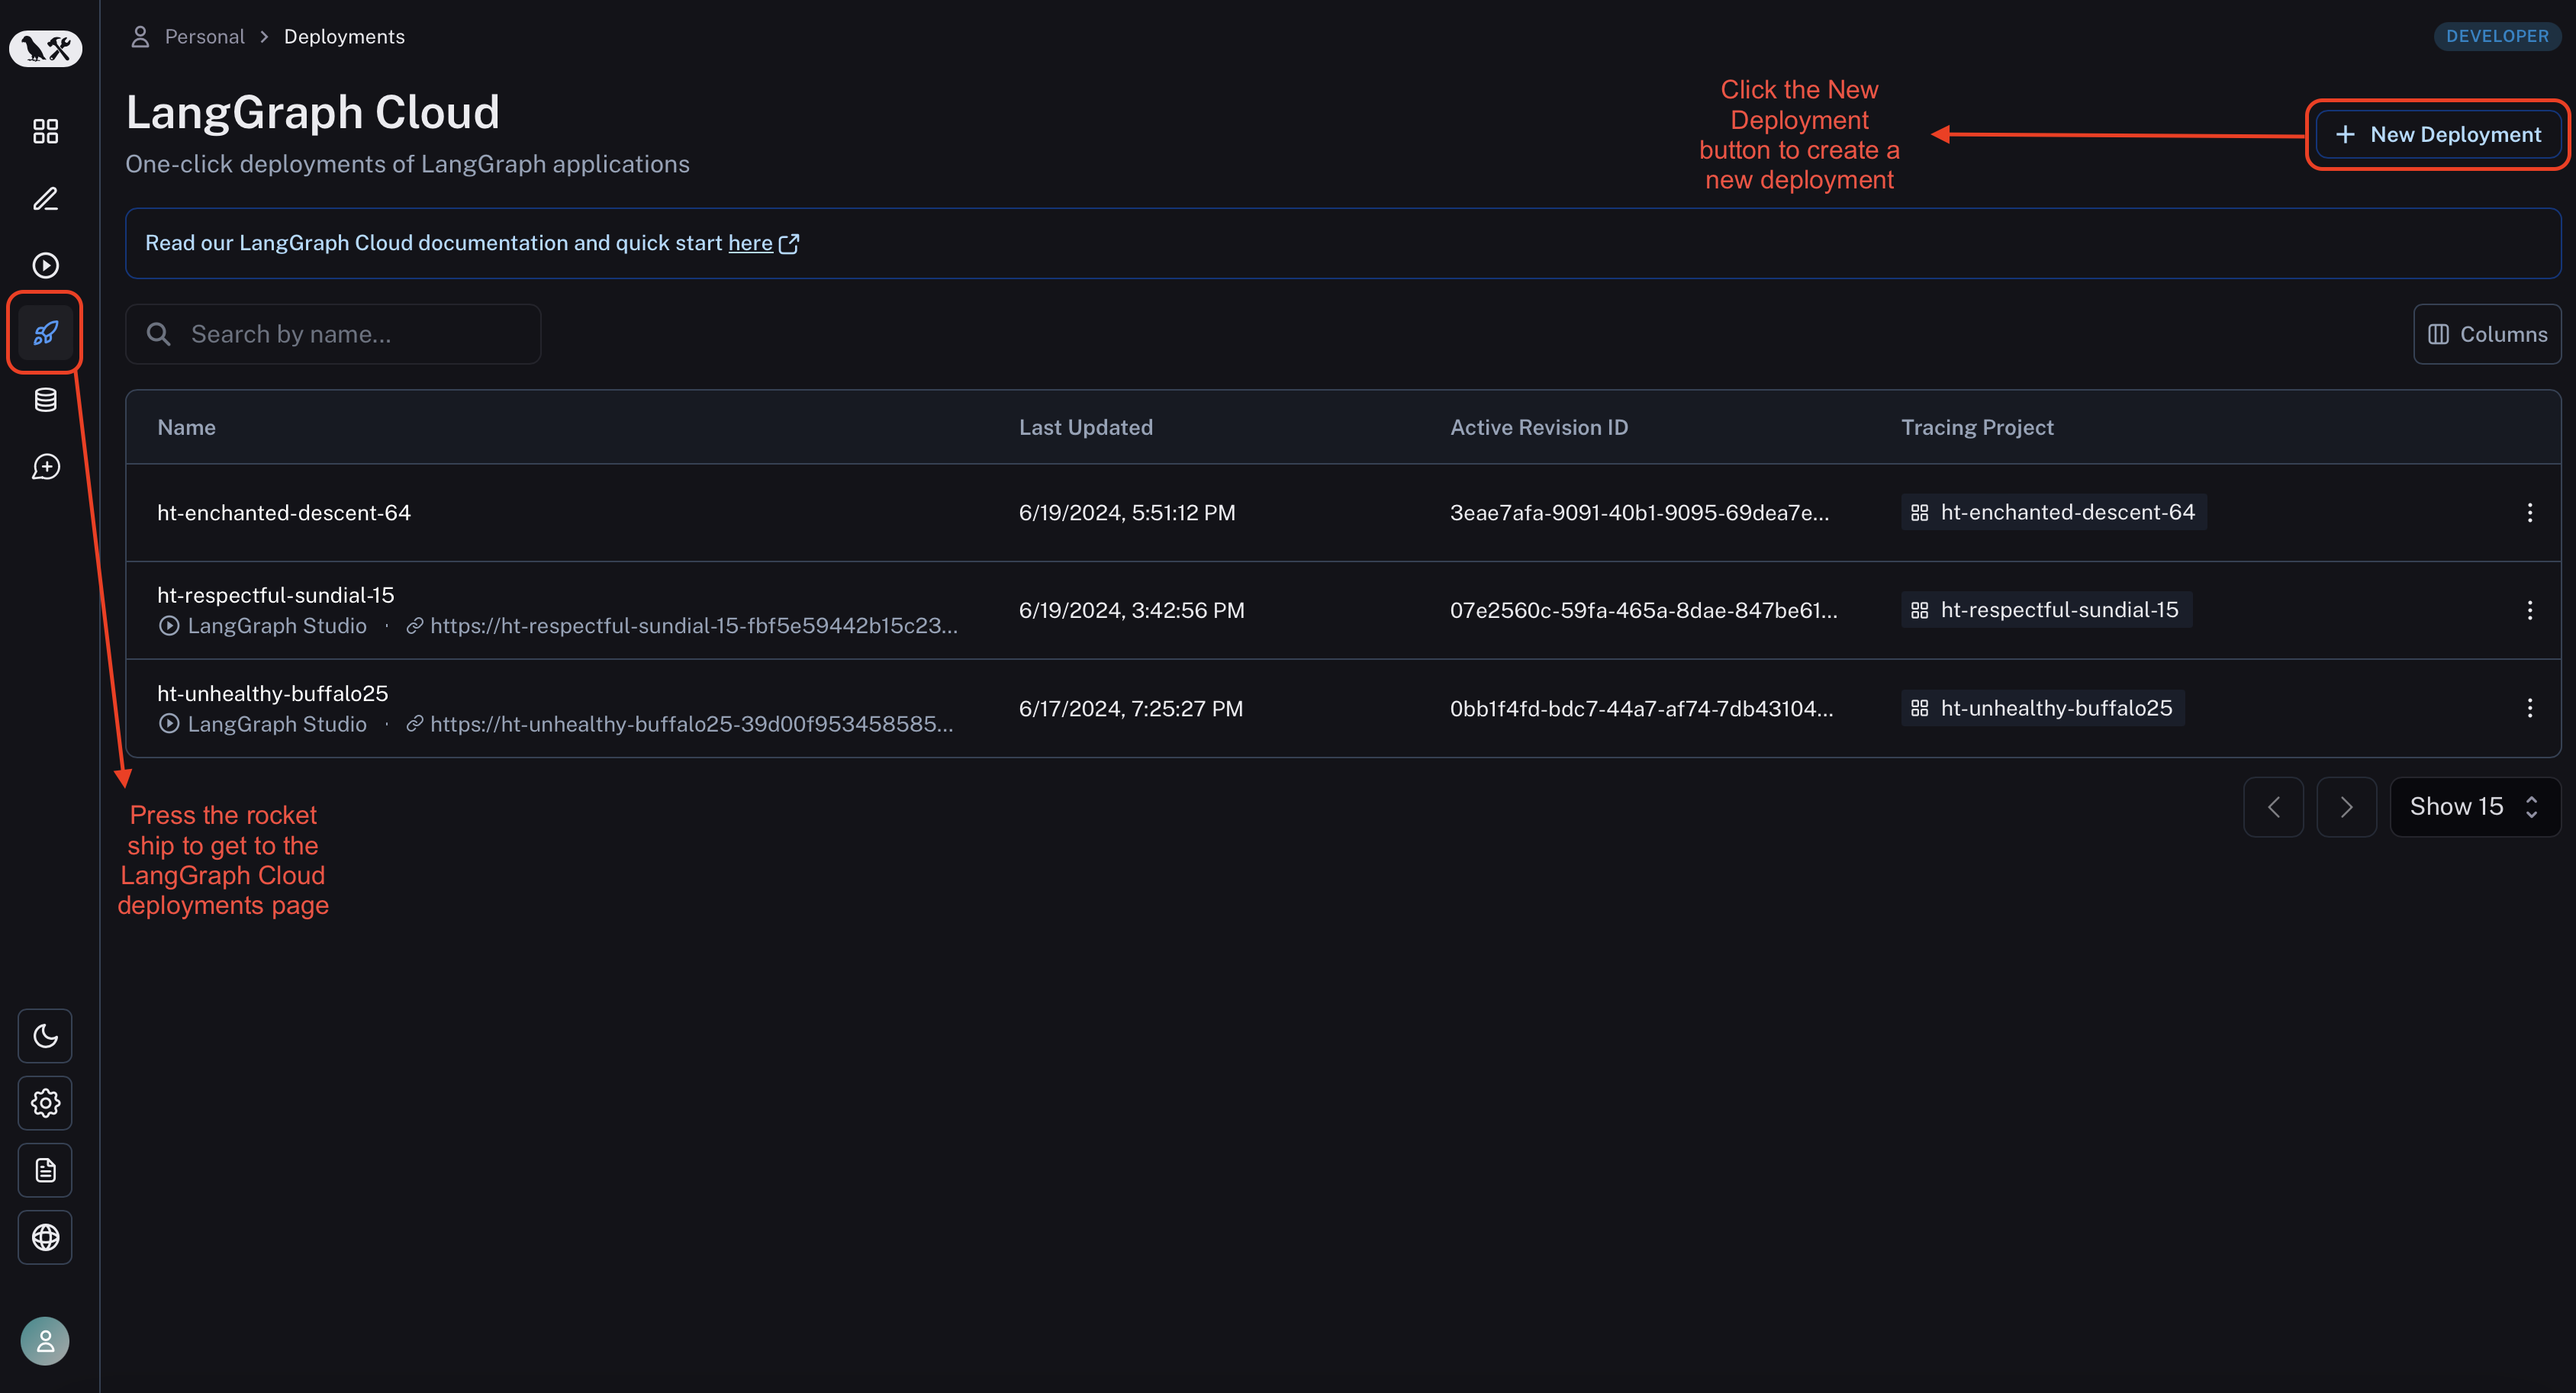 Personal > Deployments
DEVELOPER
LangGraph Cloud
One-click deployments of LangGraph applications
Click the New
Deployment
button to create a
new deployment
+ New Deployment
Read our LangGraph Cloud documentation and quick start here
Search by name...
Columns
Name Last Updated Active Revision ID Tracing Project
ht-enchanted-descent-64 6/19/2024, 5:51:12 PM 3eae7afa-9091-40b1-9095-69dea7e... ht-enchanted-descent-64
ht-respectful-sundial-15
LangGraph Studio · https://ht-respectful-sundial-15-fbf5e59442b15c23... 6/19/2024, 3:42:56 PM 07e2560c-59fa-465a-8dae-847be61... ht-respectful-sundial-15
ht-unhealthy-buffalo25
LangGraph Studio · https://ht-unhealthy-buffalo25-39d00f953458585... 6/17/2024, 7:25:27 PM 0bb1f4fd-bdc7-44a7-af74-7db43104... ht-unhealthy-buffalo25
Show 15
Press the rocket
ship to get to the
LangGraph Cloud
deployments page